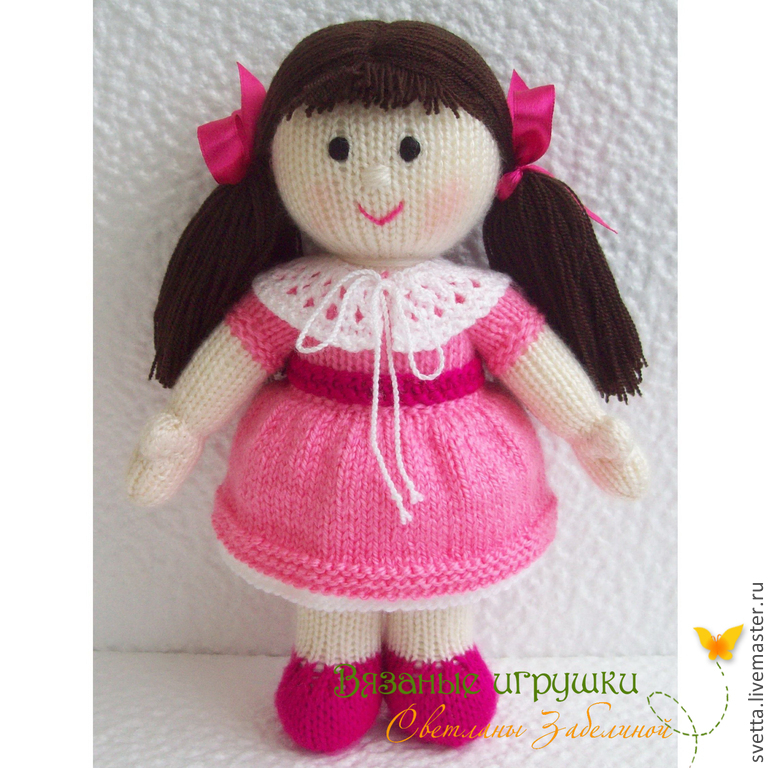 Вязаные игрушки
Светланы Забелиной
svetta.livemaster.ru